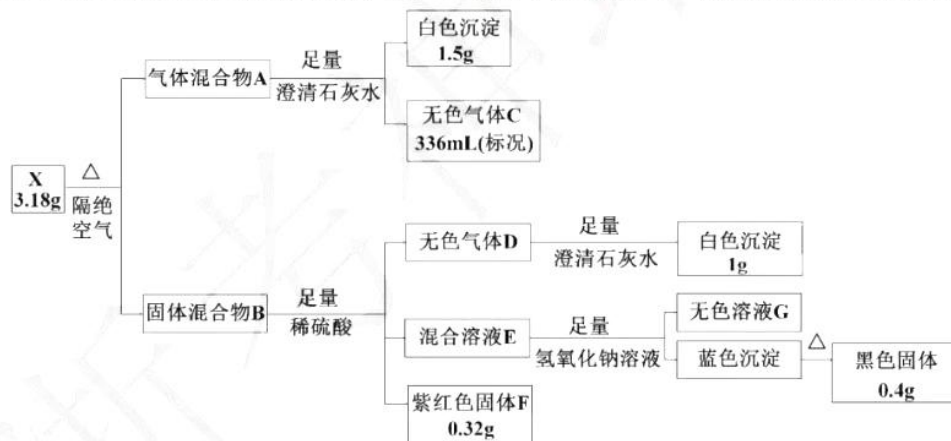 白色沉淀
1.5g
足量
气体混合物A
澄清石灰水
无色气体C
336mL(标况)
X
3.18g
△
隔绝
空气
无色气体D
足量
澄清石灰水
白色沉淀
1g
固体混合物B
足量
稀硫酸
混合溶液E
足量
氢氧化钠溶液
无色溶液G
蓝色沉淀
△
黑色固体
0.4g
紫红色固体F
0.32g